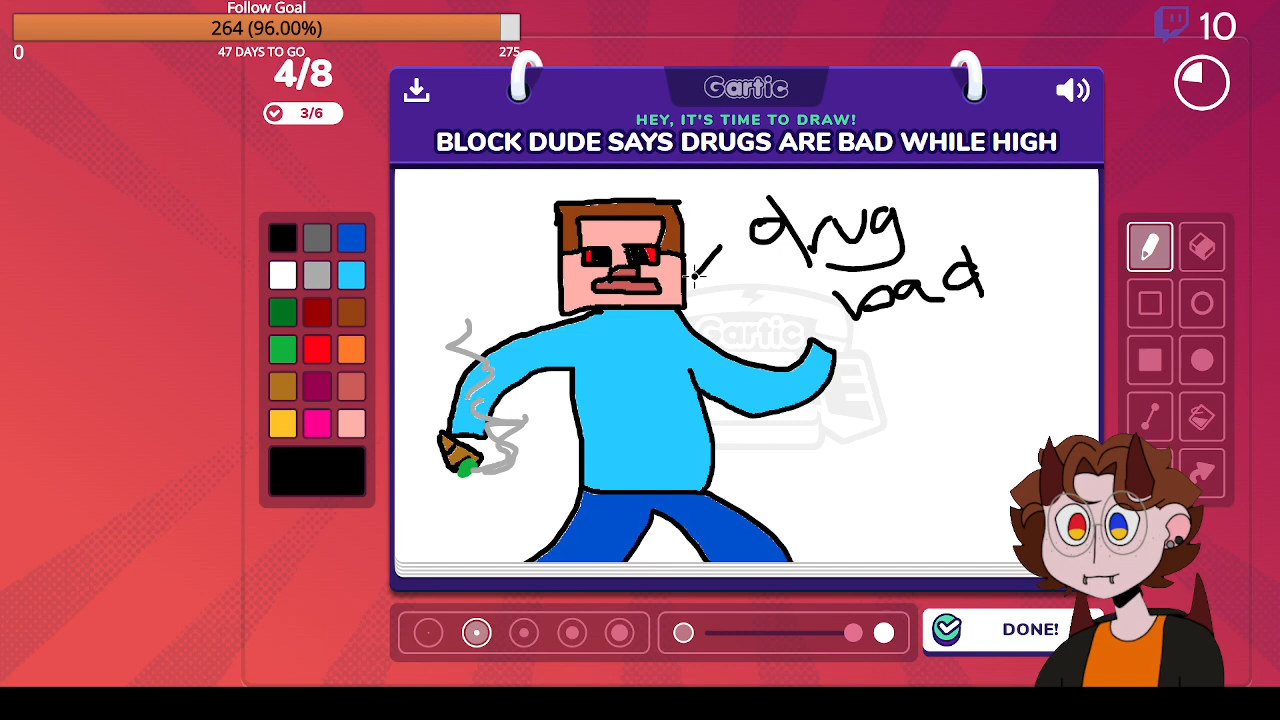 Follow Goal
264 (96.00%)
0
47 DAYS TO GO
275
10
4/8
3/6
Gartic
HEY, IT'S TIME TO DRAW!
BLOCK DUDE SAYS DRUGS ARE BAD WHILE HIGH
drug
bad
Gartic
DONE!